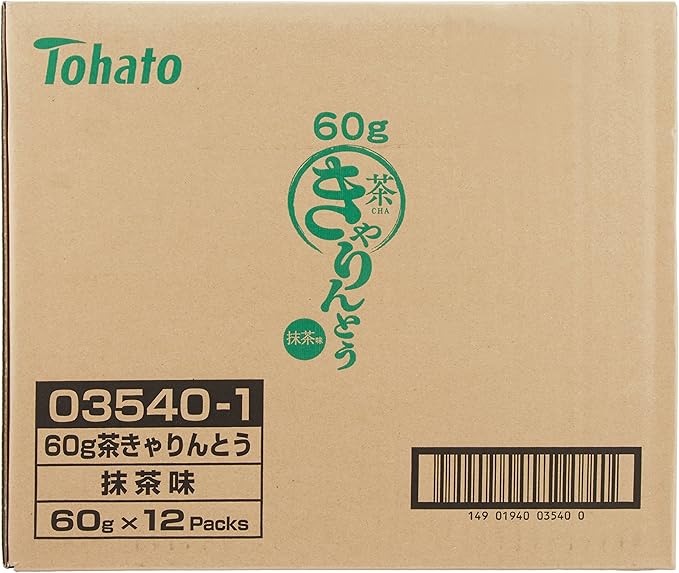 Tohato
60g
茶
CHA
きゃりんとう
抹茶味
03540-1
60g茶きゃりんとう
抹茶味
60g×12 Packs
149 01940 03540 0